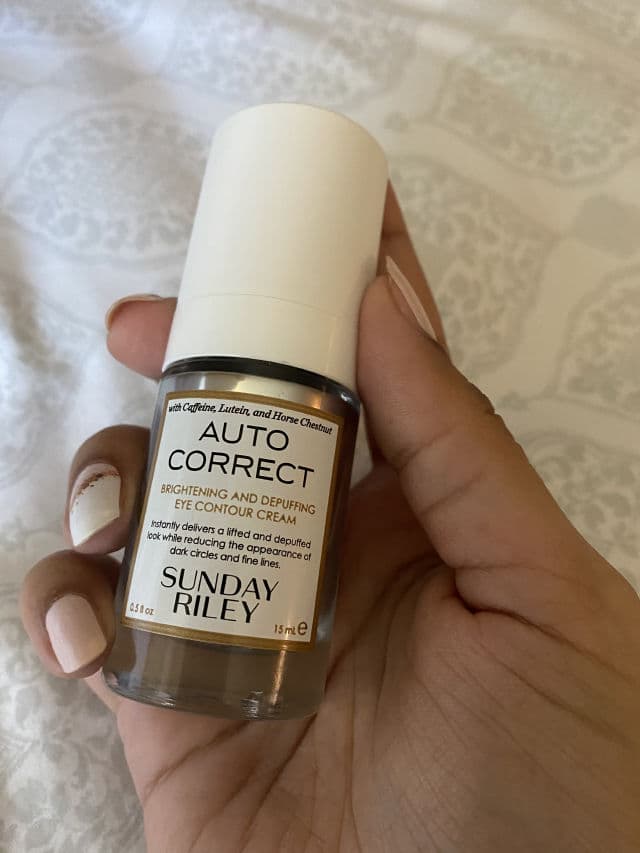 with Caffeine, Lutein, and Horse Chestnut
AUTO
CORRECT
BRIGHTENING AND DEPUFFING
EYE CONTOUR CREAM
Instantly delivers a lifted and depuffed
look while reducing the appearance of
dark circles and fine lines.
SUNDAY
RILEY
0.5 fl oz 15 mL ℮